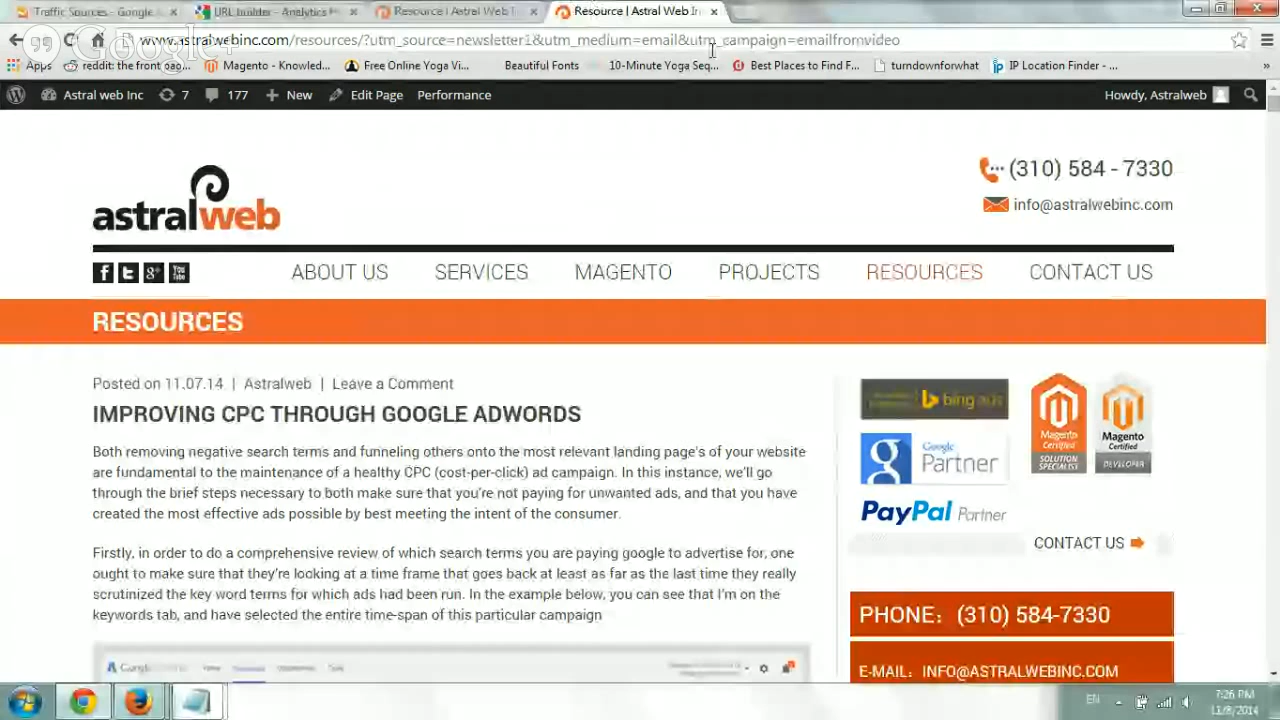 Traffic Sources - Google
URL builder - Analytics H
Resource | Astral Web I
Resource | Astral Web In
Google+
www.astralwebinc.com/resources/?utm_source=newsletter1&utm_medium=email&utm_campaign=emailfromvideo
Apps
reddit: the front pag...
Magento - Knowled...
Free Online Yoga Vi...
Beautiful Fonts
10-Minute Yoga Seq...
Best Places to Find F...
turndownforwhat
IP Location Finder - ...
»
Astral web Inc
7
177
New
Edit Page
Performance
Howdy, Astralweb
(310) 584 - 7330
astralweb
info@astralwebinc.com
ABOUT US
SERVICES
MAGENTO
PROJECTS
RESOURCES
CONTACT US
RESOURCES
Posted on 11.07.14 | Astralweb | Leave a Comment
IMPROVING CPC THROUGH GOOGLE ADWORDS
Both removing negative search terms and funneling others onto the most relevant landing page's of your website
are fundamental to the maintenance of a healthy CPC (cost-per-click) ad campaign. In this instance, we'll go
through the brief steps necessary to both make sure that you're not paying for unwanted ads, and that you have
created the most effective ads possible by best meeting the intent of the consumer.
Firstly, in order to do a comprehensive review of which search terms you are paying google to advertise for, one
ought to make sure that they're looking at a time frame that goes back at least as far as the last time they really
scrutinized the key word terms for which ads had been run. In the example below, you can see that I'm on the
keywords tab, and have selected the entire time-span of this particular campaign
Google
bing ads
Google
Partner
PayPal Partner
Magento
Certified
SOLUTION
SPECIALIST
Magento
Certified
DEVELOPER
CONTACT US
PHONE: (310) 584-7330
E-MAIL: INFO@ASTRALWEBINC.COM
EN
7:26 PM
11/8/2014